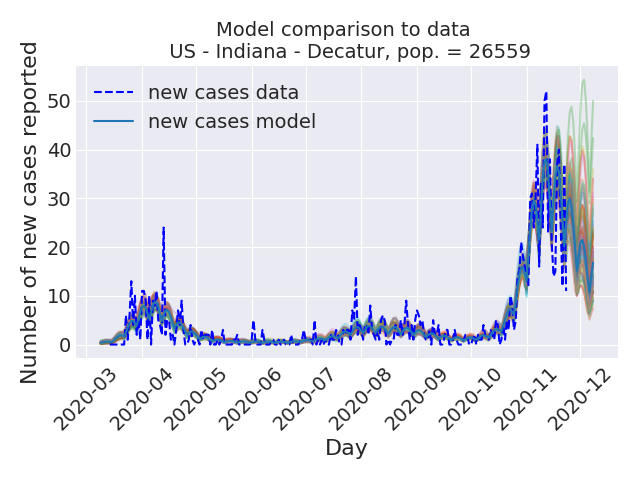 Model comparison to data
US - Indiana - Decatur, pop. = 26559
Number of new cases reported
50
40
30
20
10
0
new cases data
new cases model
2020-03
2020-04
2020-05
2020-06
2020-07
2020-08
2020-09
2020-10
2020-11
2020-12
Day